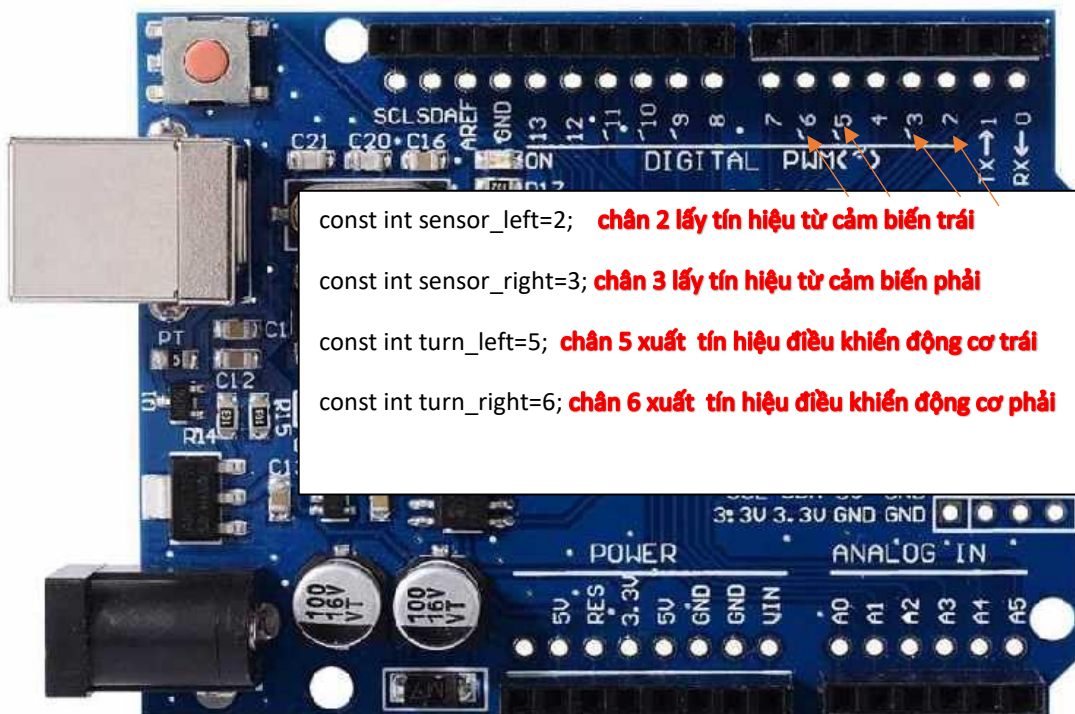 SCL SDA AREF GND 13 12 ~11 ~10 ~9 8 7 ~6 ~5 4 ~3 2 TX→1 RX←0
C21 C20 C16
ON
DIGITAL PWM(~)
const int sensor_left=2; chân 2 lấy tín hiệu từ cảm biến trái
const int sensor_right=3; chân 3 lấy tín hiệu từ cảm biến phải
const int turn_left=5; chân 5 xuất tín hiệu điều khiển động cơ trái
const int turn_right=6; chân 6 xuất tín hiệu điều khiển động cơ phải
PT
5
C12
R15
R14
3.3V 3.3V GND GND
POWER
ANALOG IN
5V RES 3.3V 5V GND GND VIN
A0 A1 A2 A3 A4 A5
100 16V VT
100 16V VT
M7